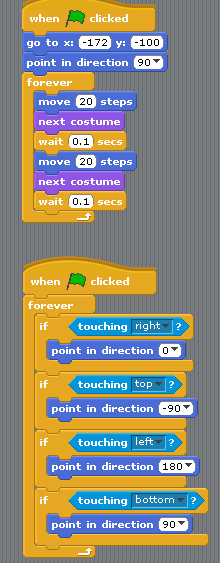 when clicked
go to x: -172 y: -100
point in direction 90
forever
move 20 steps
next costume
wait 0.1 secs
move 20 steps
next costume
wait 0.1 secs
when clicked
forever
if touching right ?
point in direction 0
if touching top ?
point in direction -90
if touching left ?
point in direction 180
if touching bottom ?
point in direction 90